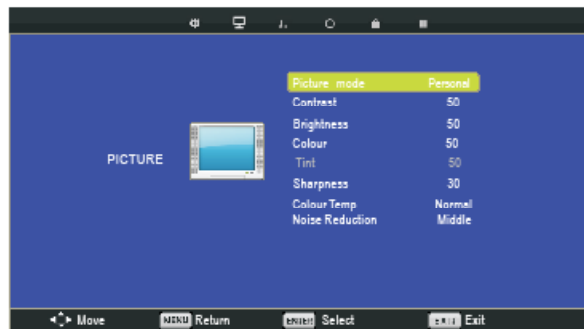 Picture mode Personal
Contrast 50
Brightness 50
Colour 50
PICTURE
Tint 50
Sharpness 30
Colour Temp Normal
Noise Reduction Middle
Move MENU Return ENTER Select EXIT Exit